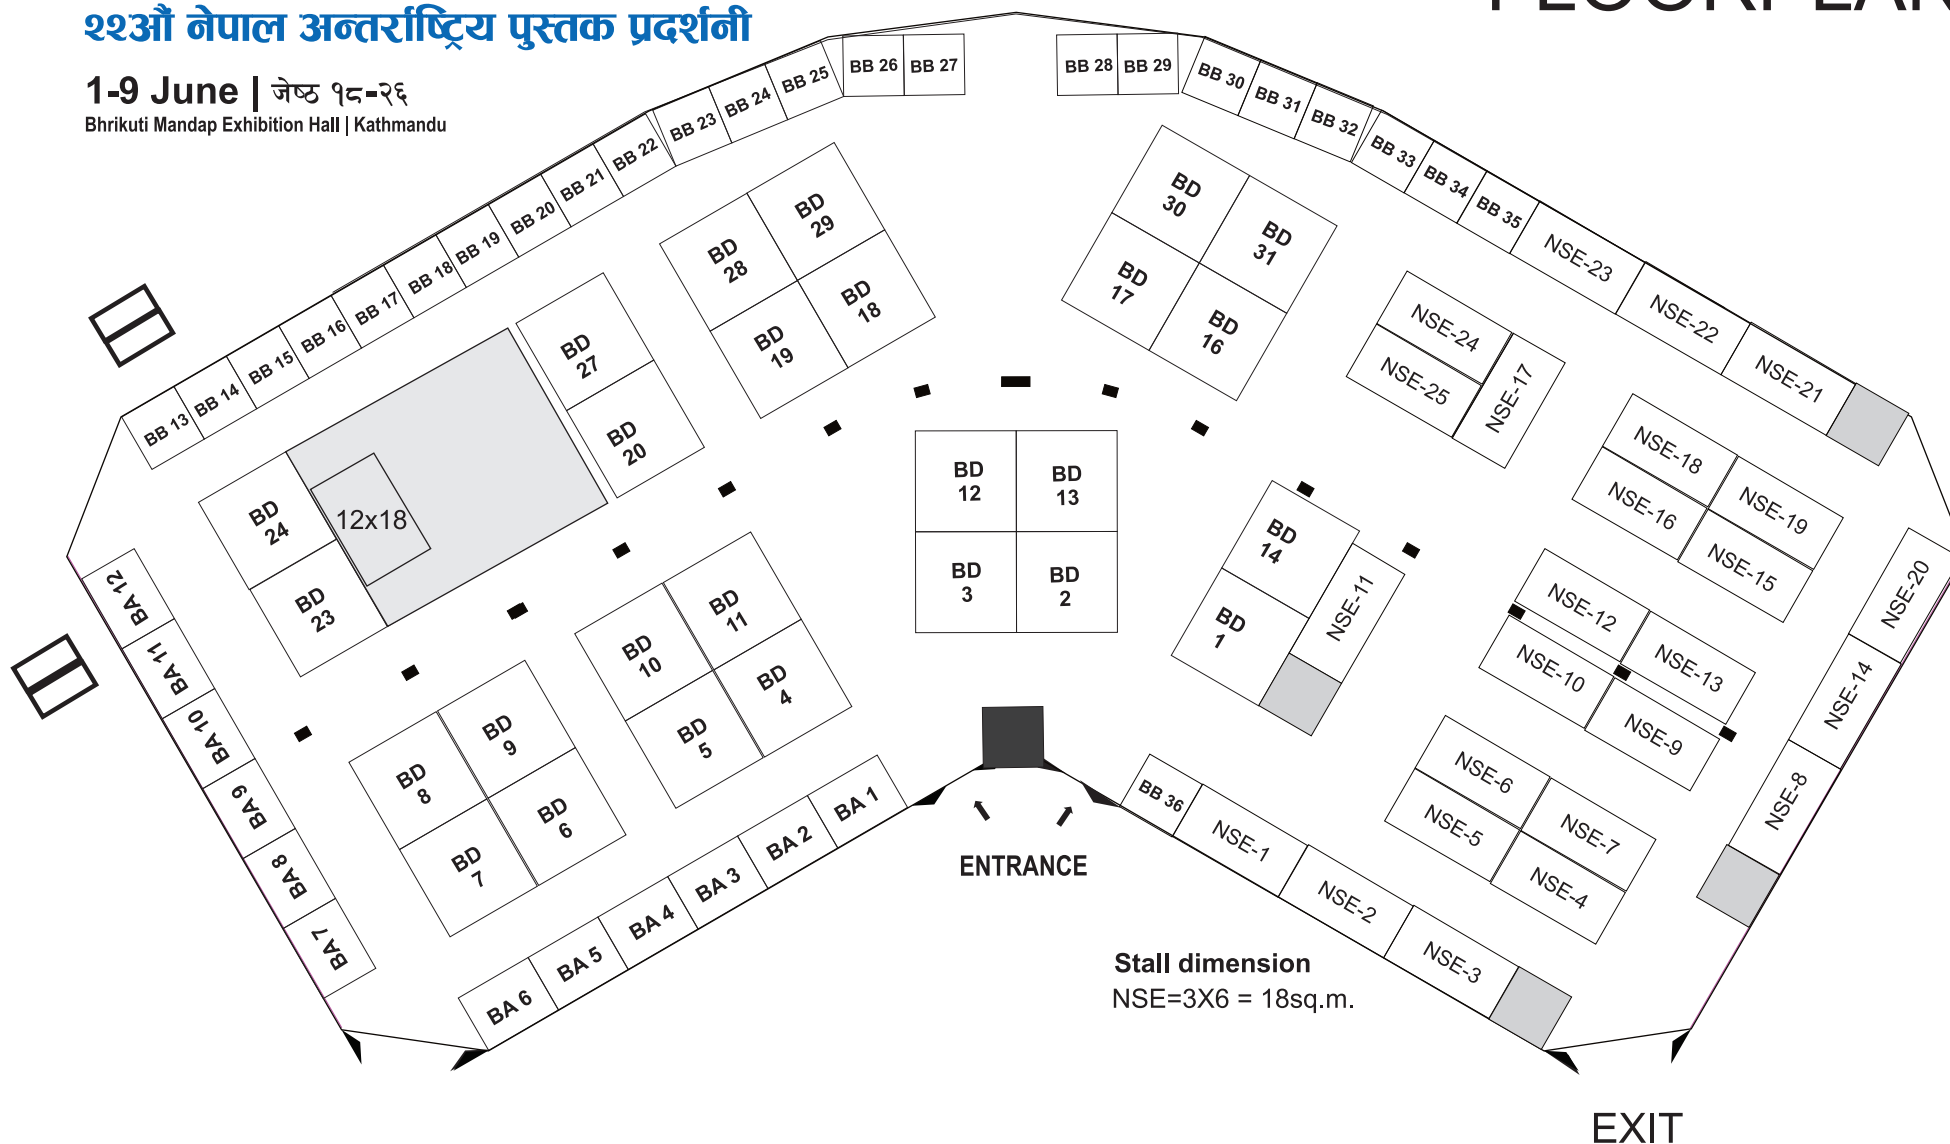 FLOORPLAN
२२औं नेपाल अन्तर्राष्ट्रिय पुस्तक प्रदर्शनी
1-9 June | जेष्ठ १८-२६
Bhrikuti Mandap Exhibition Hall | Kathmandu
BB 13
BB 14
BB 15
BB 16
BB 17
BB 18
BB 19
BB 20
BB 21
BB 22
BB 23
BB 24
BB 25
BB 26
BB 27
BB 28
BB 29
BB 30
BB 31
BB 32
BB 33
BB 34
BB 35
NSE-23
NSE-22
NSE-21
BD
28
BD
29
BD
19
BD
18
BD
30
BD
31
BD
17
BD
16
BD
27
BD
20
NSE-24
NSE-25
NSE-17
BD
24
BD
23
12x18
BD
12
BD
13
BD
3
BD
2
BD
14
BD
1
NSE-11
NSE-18
NSE-19
NSE-16
NSE-15
NSE-12
NSE-13
NSE-10
NSE-9
NSE-20
NSE-14
NSE-8
BA 12
BA 11
BA 10
BA 9
BA 8
BA 7
BD
10
BD
11
BD
5
BD
4
BD
8
BD
9
BD
7
BD
6
NSE-6
NSE-7
NSE-5
NSE-4
BA 6
BA 5
BA 4
BA 3
BA 2
BA 1
ENTRANCE
BB 36
NSE-1
NSE-2
NSE-3
Stall dimension
NSE=3X6 = 18sq.m.
EXIT